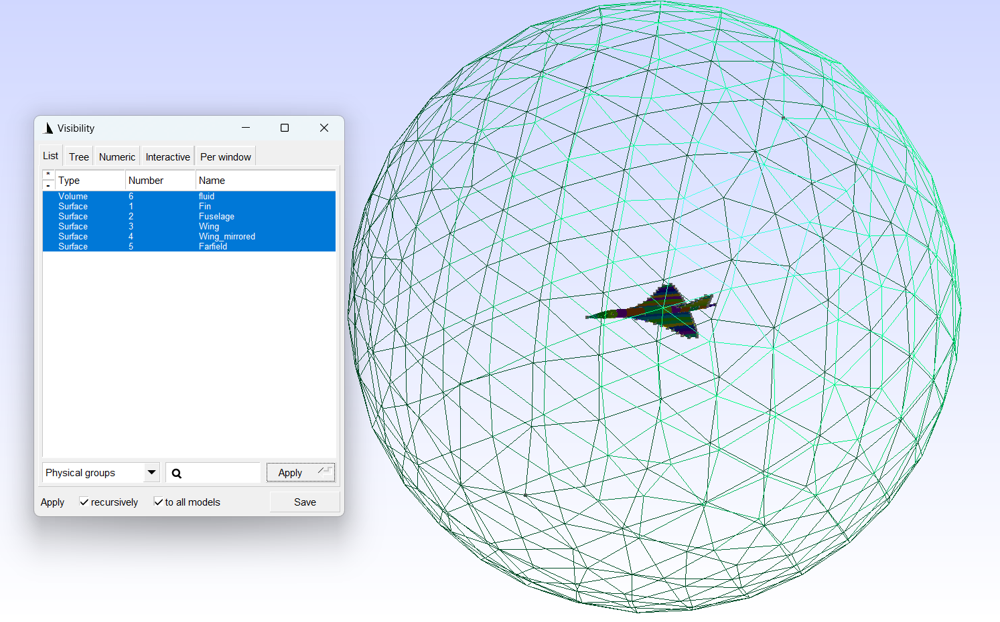 Visibility
List Tree Numeric Interactive Per window
* Type Number Name
-
Volume 6 fluid
Surface 1 Fin
Surface 2 Fuselage
Surface 3 Wing
Surface 4 Wing_mirrored
Surface 5 Farfield
Physical groups Apply
Apply recursively to all models Save